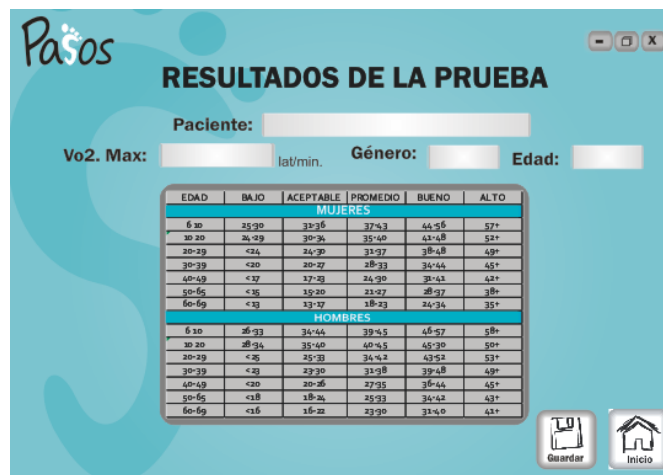 Pasos
- X
RESULTADOS DE LA PRUEBA
Paciente:
Vo2. Max: lat/min. Género: Edad:
EDAD BAJO ACEPTABLE PROMEDIO BUENO ALTO
MUJERES
6 10 25-30 31-36 37-43 44-56 57+
10 20 24-29 30-34 35-40 41-48 52+
20-29 <24 24-30 31-37 38-48 49+
30-39 <20 20-27 28-33 34-44 45+
40-49 <17 17-23 24-30 31-41 42+
50-65 <15 15-20 21-27 28-37 38+
60-69 <13 13-17 18-23 24-34 35+
HOMBRES
6 10 26-33 34-44 39-45 46-57 58+
10 20 28-34 35-40 40-45 45-30 50+
20-29 <25 25-33 34-42 43-52 53+
30-39 <23 23-30 31-38 39-48 49+
40-49 <20 20-26 27-35 36-44 45+
50-65 <18 18-24 25-33 34-42 43+
60-69 <16 16-22 23-30 31-40 41+
Guardar Inicio